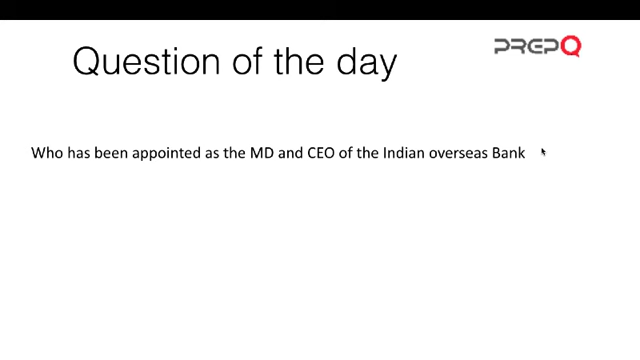 PREPQ
Question of the day
Who has been appointed as the MD and CEO of the Indian overseas Bank